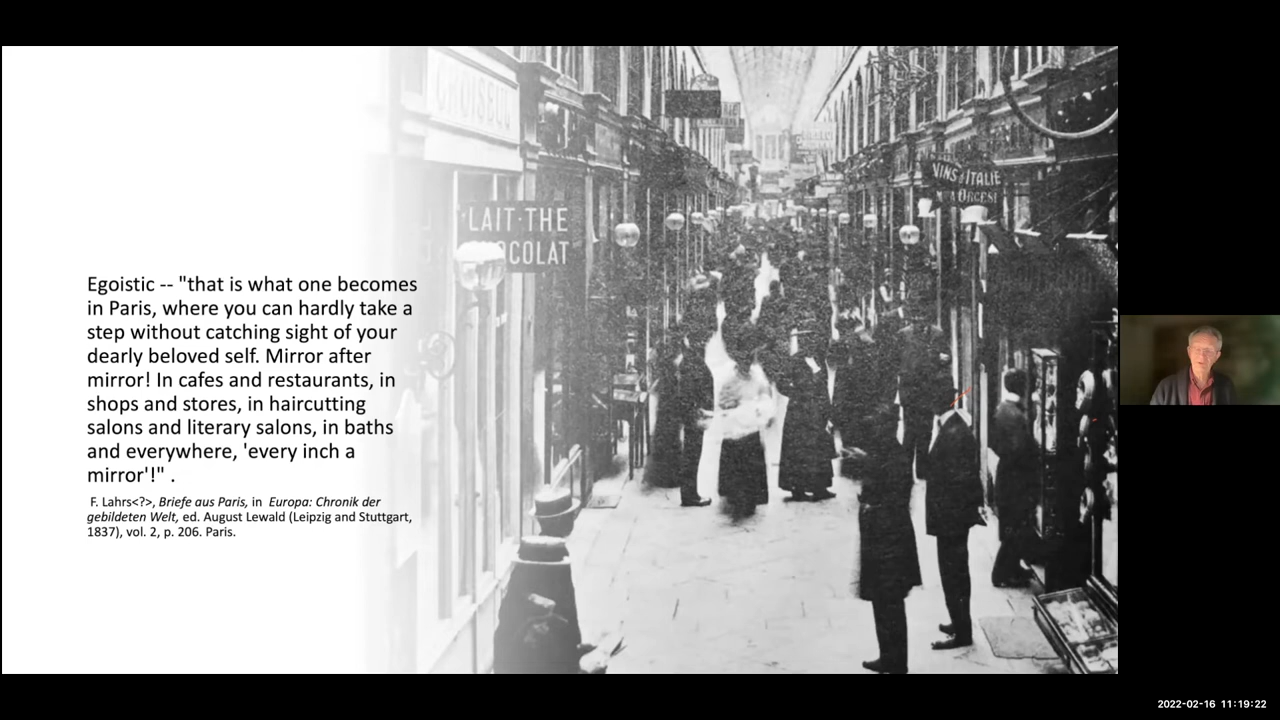 CHOISEUL
LAIT·THE
COLAT
VINS d'ITALIE
Egoistic -- "that is what one becomes
in Paris, where you can hardly take a
step without catching sight of your
dearly beloved self. Mirror after
mirror! In cafes and restaurants, in
shops and stores, in haircutting
salons and literary salons, in baths
and everywhere, 'every inch a
mirror'!" .
F. Lahrs<?>, Briefe aus Paris, in Europa: Chronik der
gebildeten Welt, ed. August Lewald (Leipzig and Stuttgart,
1837), vol. 2, p. 206. Paris.
2022-02-16 11:19:22